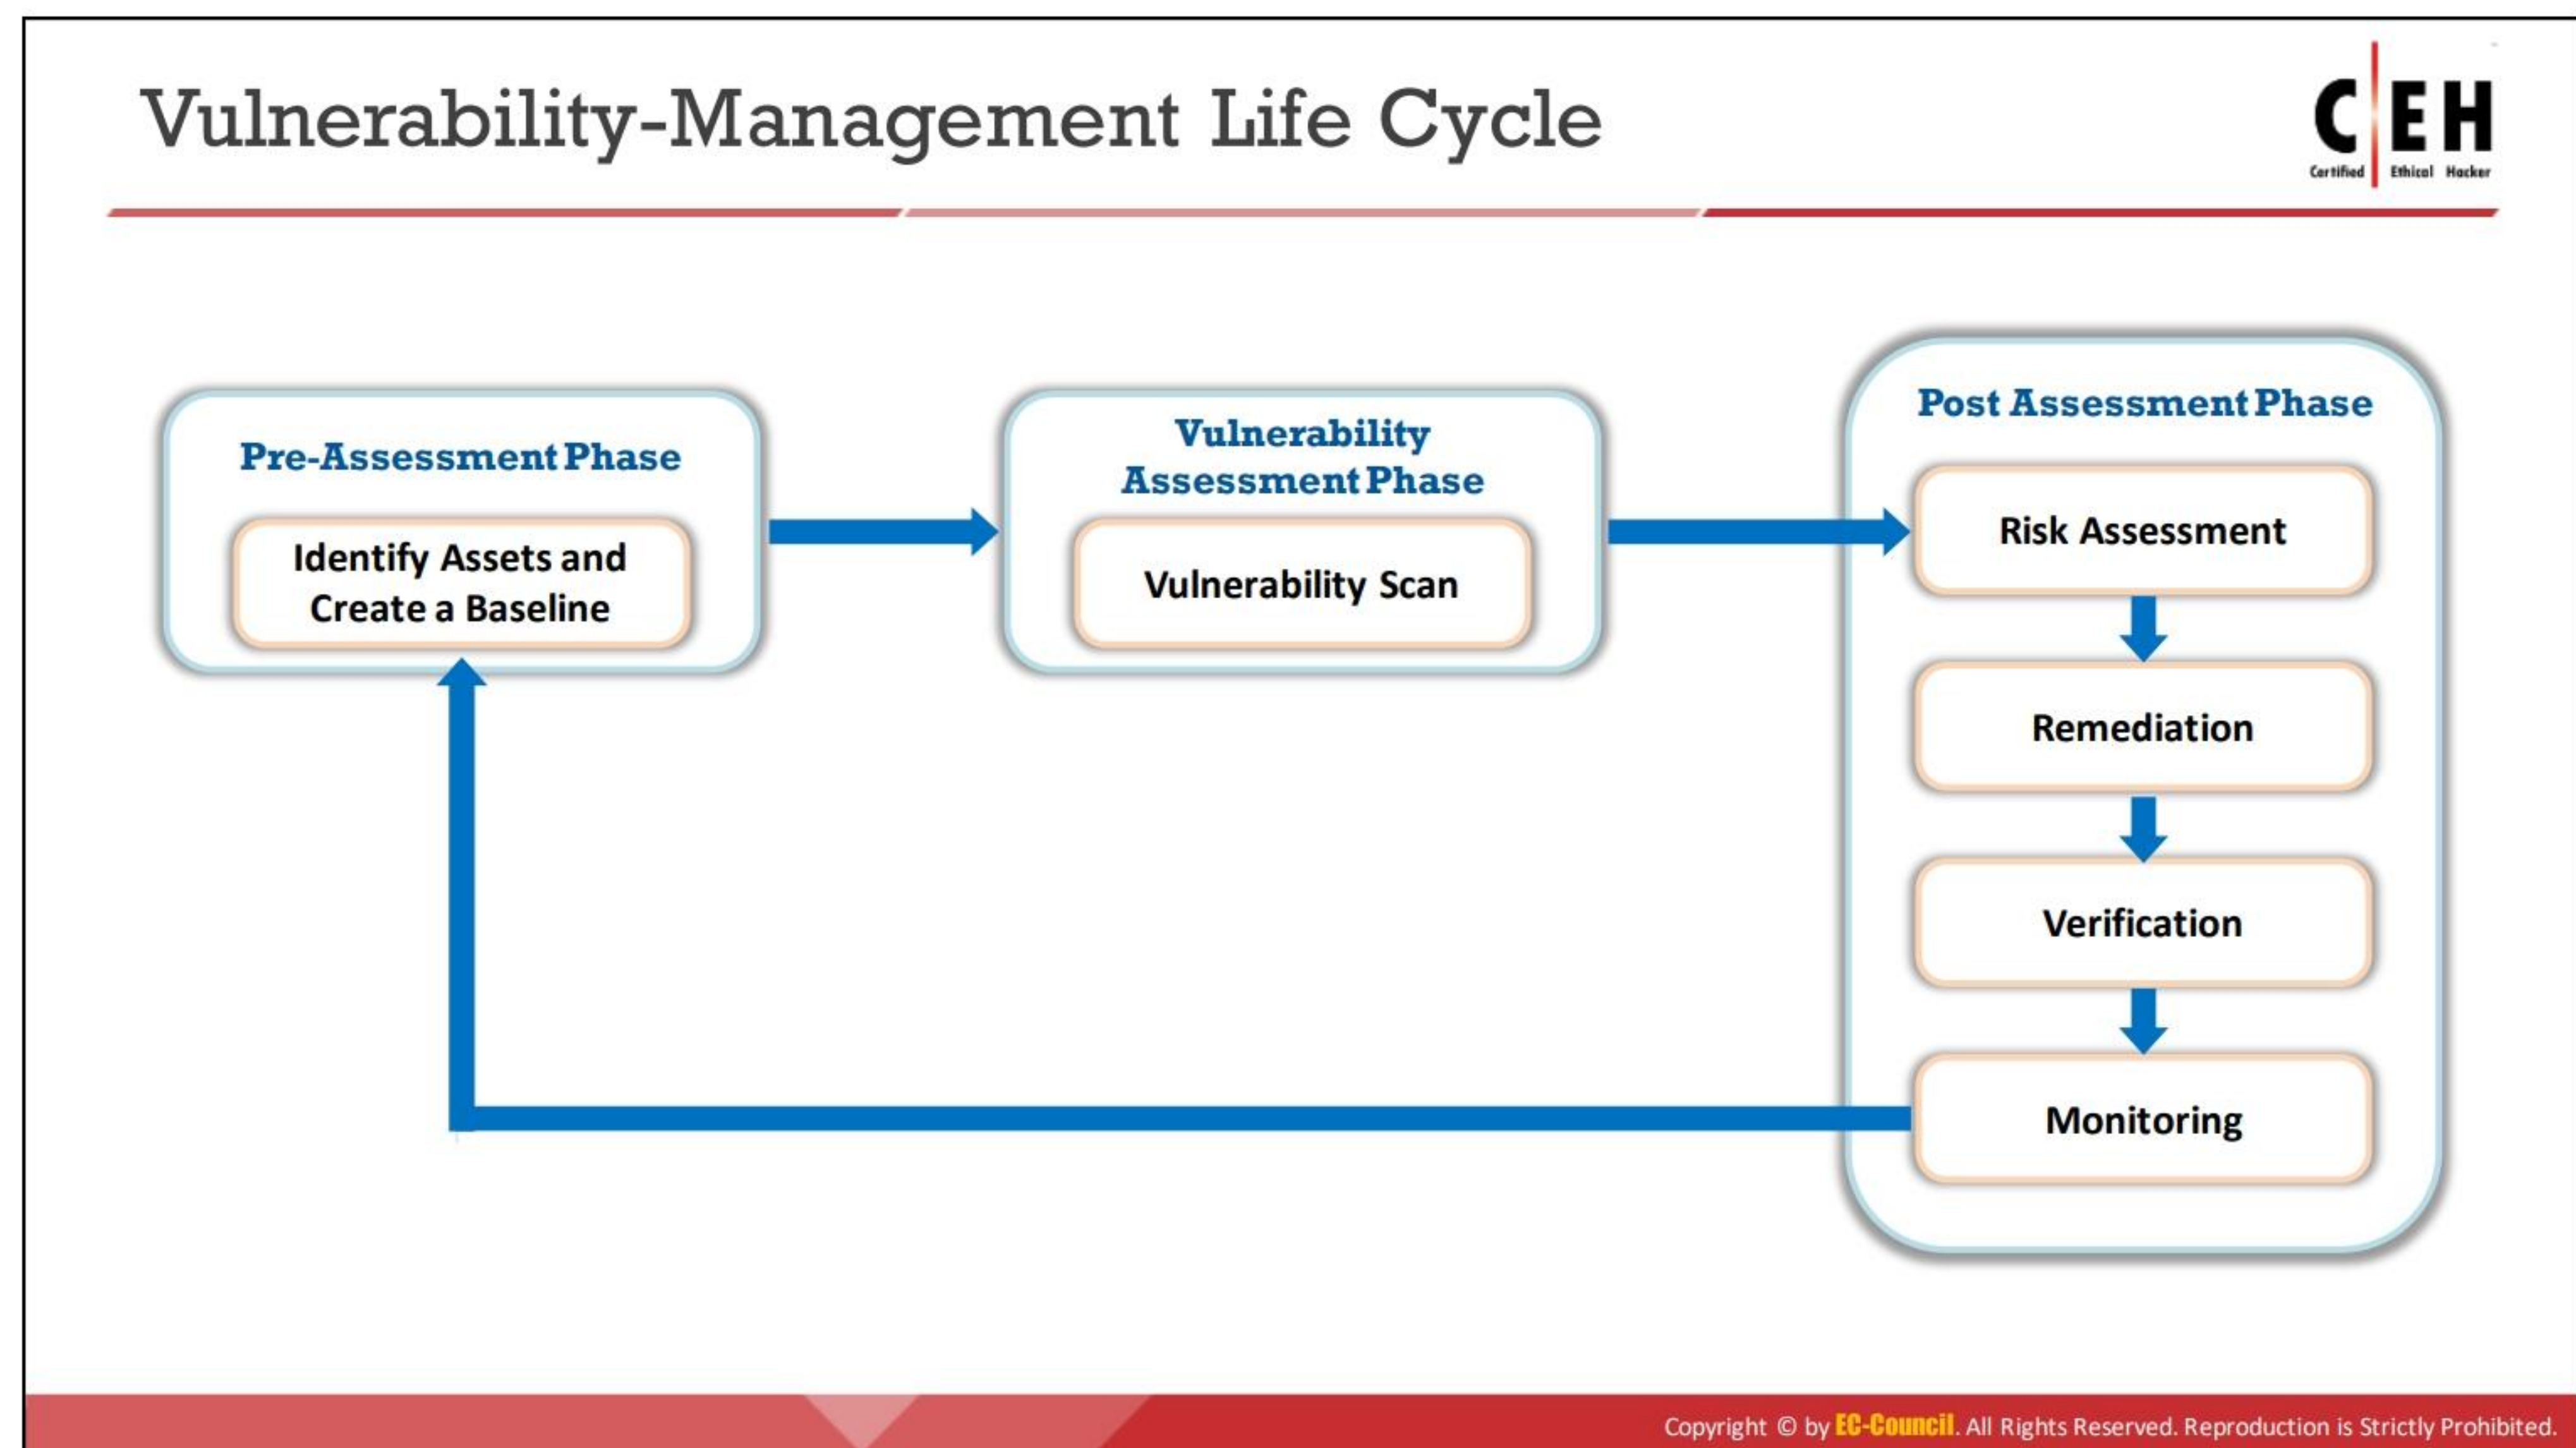 Vulnerability-Management Life Cycle
C EH
Certified Ethical Hacker
Pre-Assessment Phase
Identify Assets and
Create a Baseline
Vulnerability
Assessment Phase
Vulnerability Scan
Post Assessment Phase
Risk Assessment
Remediation
Verification
Monitoring
Copyright © by EC-Council. All Rights Reserved. Reproduction is Strictly Prohibited.